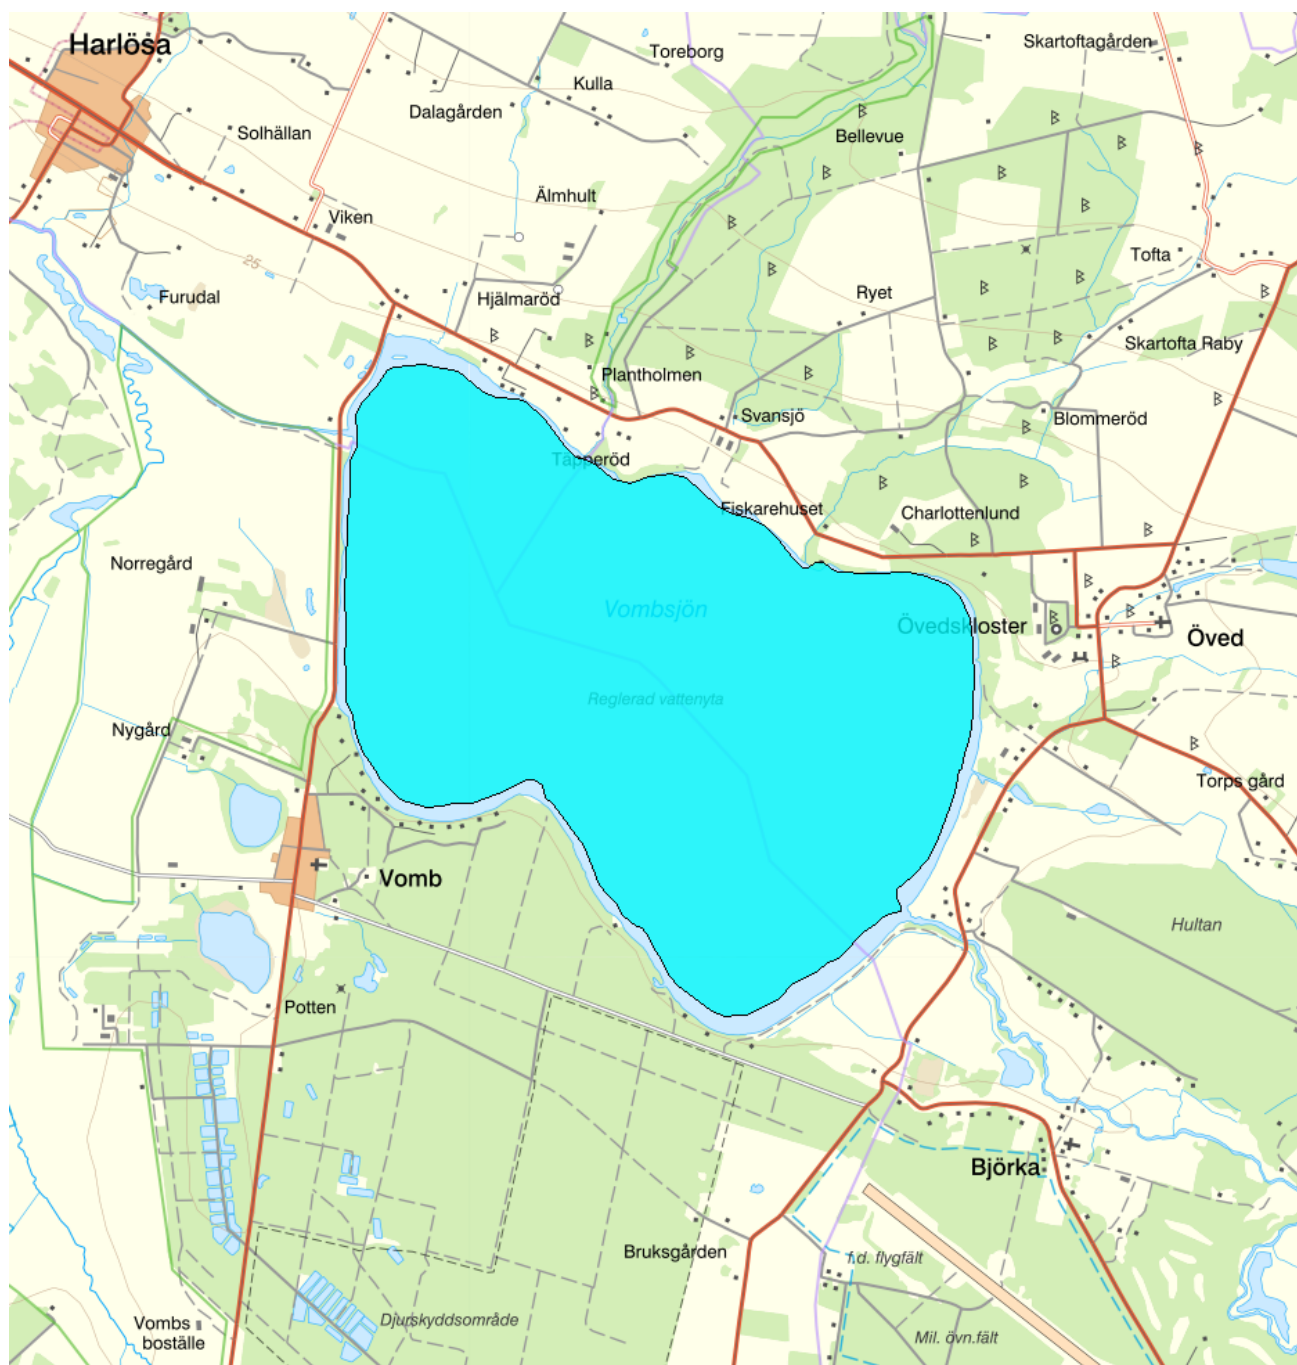 Harlösa
Toreborg
Skartoftagården
Kulla
Dalagården
Solhällan
Bellevue
Älmhult
Viken
Tofta
25
Furudal
Hjälmaröd
Ryet
Skartofta Raby
Plantholmen
Svansjö
Blommeröd
Täpperöd
Fiskarehuset
Charlottenlund
Norregård
Vombsjön
Övedskloster
Öved
Reglerad vattenyta
Nygård
Torps gård
Vomb
Hultan
Potten
Björka
Bruksgården
f.d. flygfält
Djurskyddsområde
Vombs
boställe
Mil. övn.fält